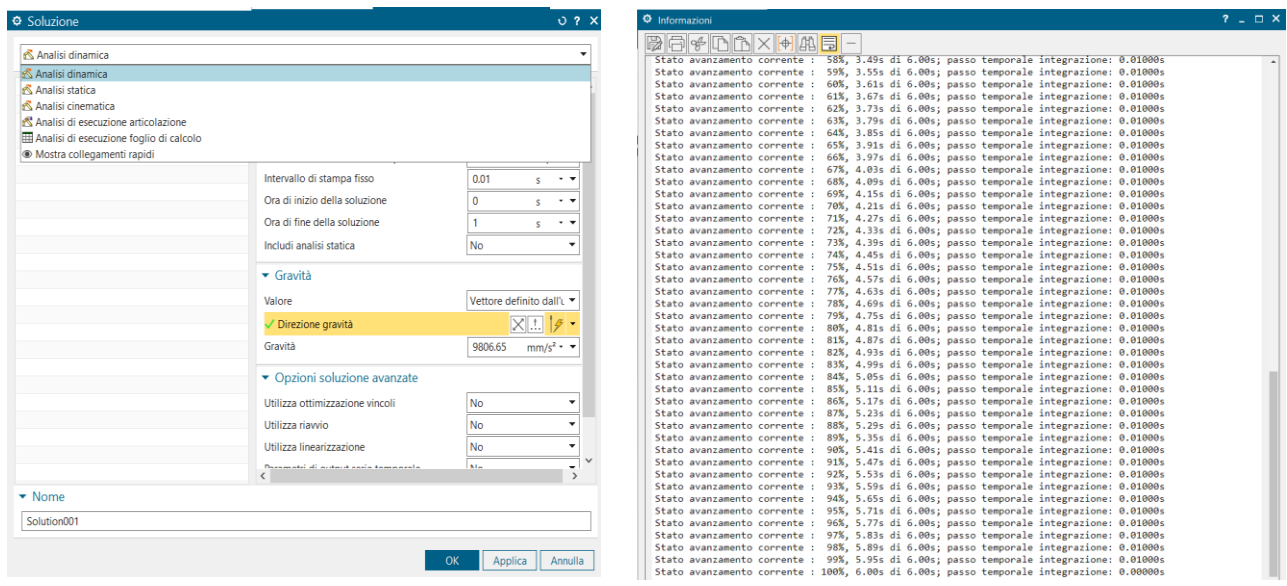 Soluzione
Analisi dinamica
Analisi dinamica
Analisi statica
Analisi cinematica
Analisi di esecuzione articolazione
Analisi di esecuzione foglio di calcolo
Mostra collegamenti rapidi
Intervallo di stampa fisso 0.01 s
Ora di inizio della soluzione 0 s
Ora di fine della soluzione 1 s
Includi analisi statica No
Gravità
Valore Vettore definito dall'u
Direzione gravità
Gravità 9806.65 mm/s²
Opzioni soluzione avanzate
Utilizza ottimizzazione vincoli No
Utilizza riavvio No
Utilizza linearizzazione No
Parametri di output serie temporale No
Nome
Solution001
OK Applica Annulla
Informazioni
Stato avanzamento corrente : 58%, 3.49s di 6.00s; passo temporale integrazione: 0.01000s
Stato avanzamento corrente : 59%, 3.55s di 6.00s; passo temporale integrazione: 0.01000s
Stato avanzamento corrente : 60%, 3.61s di 6.00s; passo temporale integrazione: 0.01000s
Stato avanzamento corrente : 61%, 3.67s di 6.00s; passo temporale integrazione: 0.01000s
Stato avanzamento corrente : 62%, 3.73s di 6.00s; passo temporale integrazione: 0.01000s
Stato avanzamento corrente : 63%, 3.79s di 6.00s; passo temporale integrazione: 0.01000s
Stato avanzamento corrente : 64%, 3.85s di 6.00s; passo temporale integrazione: 0.01000s
Stato avanzamento corrente : 65%, 3.91s di 6.00s; passo temporale integrazione: 0.01000s
Stato avanzamento corrente : 66%, 3.97s di 6.00s; passo temporale integrazione: 0.01000s
Stato avanzamento corrente : 67%, 4.03s di 6.00s; passo temporale integrazione: 0.01000s
Stato avanzamento corrente : 68%, 4.09s di 6.00s; passo temporale integrazione: 0.01000s
Stato avanzamento corrente : 69%, 4.15s di 6.00s; passo temporale integrazione: 0.01000s
Stato avanzamento corrente : 70%, 4.21s di 6.00s; passo temporale integrazione: 0.01000s
Stato avanzamento corrente : 71%, 4.27s di 6.00s; passo temporale integrazione: 0.01000s
Stato avanzamento corrente : 72%, 4.33s di 6.00s; passo temporale integrazione: 0.01000s
Stato avanzamento corrente : 73%, 4.39s di 6.00s; passo temporale integrazione: 0.01000s
Stato avanzamento corrente : 74%, 4.45s di 6.00s; passo temporale integrazione: 0.01000s
Stato avanzamento corrente : 75%, 4.51s di 6.00s; passo temporale integrazione: 0.01000s
Stato avanzamento corrente : 76%, 4.57s di 6.00s; passo temporale integrazione: 0.01000s
Stato avanzamento corrente : 77%, 4.63s di 6.00s; passo temporale integrazione: 0.01000s
Stato avanzamento corrente : 78%, 4.69s di 6.00s; passo temporale integrazione: 0.01000s
Stato avanzamento corrente : 79%, 4.75s di 6.00s; passo temporale integrazione: 0.01000s
Stato avanzamento corrente : 80%, 4.81s di 6.00s; passo temporale integrazione: 0.01000s
Stato avanzamento corrente : 81%, 4.87s di 6.00s; passo temporale integrazione: 0.01000s
Stato avanzamento corrente : 82%, 4.93s di 6.00s; passo temporale integrazione: 0.01000s
Stato avanzamento corrente : 83%, 4.99s di 6.00s; passo temporale integrazione: 0.01000s
Stato avanzamento corrente : 84%, 5.05s di 6.00s; passo temporale integrazione: 0.01000s
Stato avanzamento corrente : 85%, 5.11s di 6.00s; passo temporale integrazione: 0.01000s
Stato avanzamento corrente : 86%, 5.17s di 6.00s; passo temporale integrazione: 0.01000s
Stato avanzamento corrente : 87%, 5.23s di 6.00s; passo temporale integrazione: 0.01000s
Stato avanzamento corrente : 88%, 5.29s di 6.00s; passo temporale integrazione: 0.01000s
Stato avanzamento corrente : 89%, 5.35s di 6.00s; passo temporale integrazione: 0.01000s
Stato avanzamento corrente : 90%, 5.41s di 6.00s; passo temporale integrazione: 0.01000s
Stato avanzamento corrente : 91%, 5.47s di 6.00s; passo temporale integrazione: 0.01000s
Stato avanzamento corrente : 92%, 5.53s di 6.00s; passo temporale integrazione: 0.01000s
Stato avanzamento corrente : 93%, 5.59s di 6.00s; passo temporale integrazione: 0.01000s
Stato avanzamento corrente : 94%, 5.65s di 6.00s; passo temporale integrazione: 0.01000s
Stato avanzamento corrente : 95%, 5.71s di 6.00s; passo temporale integrazione: 0.01000s
Stato avanzamento corrente : 96%, 5.77s di 6.00s; passo temporale integrazione: 0.01000s
Stato avanzamento corrente : 97%, 5.83s di 6.00s; passo temporale integrazione: 0.01000s
Stato avanzamento corrente : 98%, 5.89s di 6.00s; passo temporale integrazione: 0.01000s
Stato avanzamento corrente : 99%, 5.95s di 6.00s; passo temporale integrazione: 0.01000s
Stato avanzamento corrente : 100%, 6.00s di 6.00s; passo temporale integrazione: 0.00000s